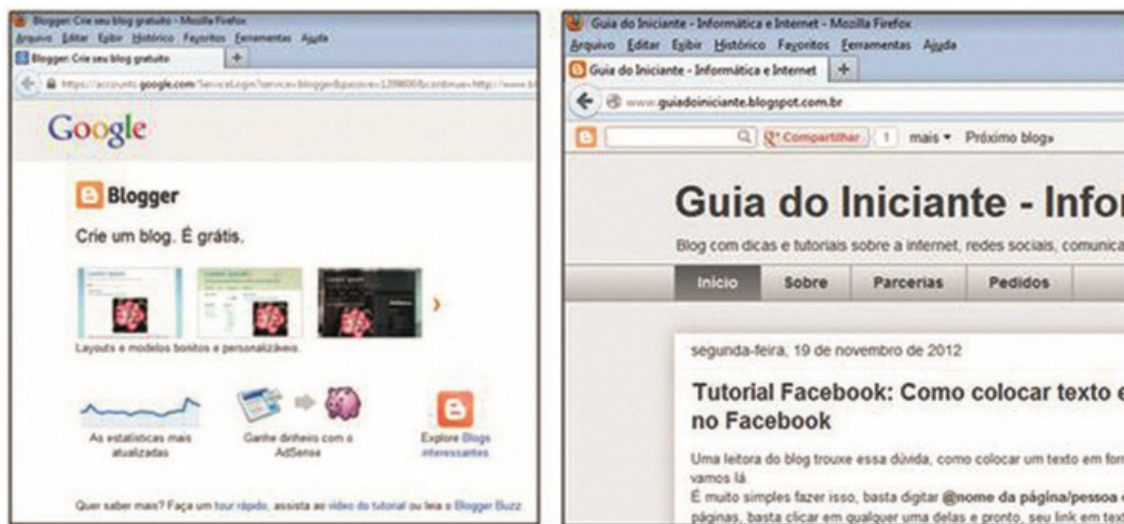 Blogger: Crie seu blog gratuito - Mozilla Firefox
Arquivo Editar Exibir Histórico Favoritos Ferramentas Ajuda
Blogger: Crie seu blog gratuito +
https://accounts.google.com
Google
Blogger
Crie um blog. É grátis.
Layouts e modelos bonitos e personalizáveis.
As estatísticas mais
atualizadas
Ganhe dinheiro com o
AdSense
Explore Blogs
interessantes
Quer saber mais? Faça um tour rápido, assista ao vídeo do tutorial ou leia o Blogger Buzz.
Guia do Iniciante - Informática e Internet - Mozilla Firefox
Arquivo Editar Exibir Histórico Favoritos Ferramentas Ajuda
Guia do Iniciante - Informática e Internet +
www.guiadoiniciante.blogspot.com.br
Compartilhar 1 mais Próximo blog»
Guia do Iniciante - Infor
Blog com dicas e tutoriais sobre a internet, redes sociais, comunica
Início Sobre Parcerias Pedidos
segunda-feira, 19 de novembro de 2012
Tutorial Facebook: Como colocar texto e
no Facebook
Uma leitora do blog trouxe essa dúvida, como colocar um texto em for
vamos lá
É muito simples fazer isso, basta digitar @nome da página/pessoa
páginas, basta clicar em qualquer uma delas e pronto, seu link em text